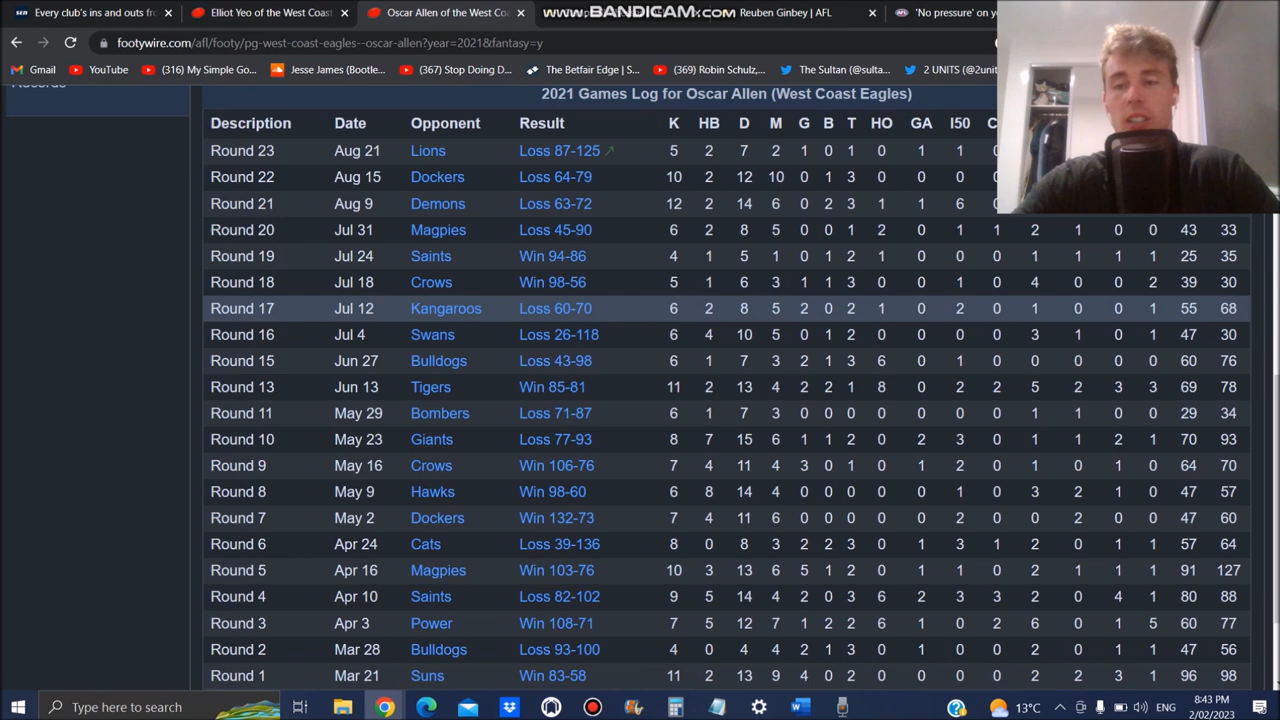 SEN Every club's ins and outs fro
Elliot Yeo of the West Coast
Oscar Allen of the West Co
www.BANDICAM.com
Reuben Ginbey | AFL
'No pressure' on y
footywire.com/afl/footy/pg-west-coast-eagles--oscar-allen?year=2021&fantasy=y
Gmail YouTube (316) My Simple Go... Jesse James (Bootle... (367) Stop Doing D... The Betfair Edge | S... (369) Robin Schulz,... The Sultan (@sulta... 2 UNITS (@2unit
Records
2021 Games Log for Oscar Allen (West Coast Eagles)
Description Date Opponent Result K HB D M G B T HO GA I50 C
Round 23 Aug 21 Lions Loss 87-125 5 2 7 2 1 0 1 0 1 1
Round 22 Aug 15 Dockers Loss 64-79 10 2 12 10 0 1 3 0 0 0
Round 21 Aug 9 Demons Loss 63-72 12 2 14 6 0 2 3 1 1 6
Round 20 Jul 31 Magpies Loss 45-90 6 2 8 5 0 0 1 2 0 1 1 2 1 0 0 43 33
Round 19 Jul 24 Saints Win 94-86 4 1 5 1 0 1 2 1 0 0 0 1 1 1 1 25 35
Round 18 Jul 18 Crows Win 98-56 5 1 6 3 1 1 3 0 0 1 0 4 0 0 2 39 30
Round 17 Jul 12 Kangaroos Loss 60-70 6 2 8 5 2 0 2 1 0 2 0 1 0 0 1 55 68
Round 16 Jul 4 Swans Loss 26-118 6 4 10 5 0 1 2 0 0 0 0 3 1 0 0 47 30
Round 15 Jun 27 Bulldogs Loss 43-98 6 1 7 3 2 1 3 6 0 1 0 0 0 0 0 60 76
Round 13 Jun 13 Tigers Win 85-81 11 2 13 4 2 2 1 8 0 2 2 5 2 3 3 69 78
Round 11 May 29 Bombers Loss 71-87 6 1 7 3 0 0 0 0 0 0 0 1 1 0 0 29 34
Round 10 May 23 Giants Loss 77-93 8 7 15 6 1 1 2 0 2 3 0 1 1 2 1 70 93
Round 9 May 16 Crows Win 106-76 7 4 11 4 3 0 1 0 1 2 0 1 0 0 1 64 70
Round 8 May 9 Hawks Win 98-60 6 8 14 4 0 0 0 0 0 1 0 3 2 1 0 47 57
Round 7 May 2 Dockers Win 132-73 7 4 11 6 0 0 0 0 0 2 0 0 2 0 0 47 60
Round 6 Apr 24 Cats Loss 39-136 8 0 8 3 2 2 3 0 1 3 1 2 0 1 1 57 64
Round 5 Apr 16 Magpies Win 103-76 10 3 13 6 5 1 2 0 1 1 0 2 1 1 1 91 127
Round 4 Apr 10 Saints Loss 82-102 9 5 14 4 2 0 3 6 2 3 3 2 0 4 1 80 88
Round 3 Apr 3 Power Win 108-71 7 5 12 7 1 2 2 6 1 0 2 6 0 1 5 60 77
Round 2 Mar 28 Bulldogs Loss 93-100 4 0 4 4 2 1 3 0 1 0 0 2 0 1 0 47 56
Round 1 Mar 21 Suns Win 83-58 11 2 13 9 4 0 2 0 0 1 0 2 2 3 1 96 98
Type here to search
13°C
ENG
8:43 PM
2/02/2023